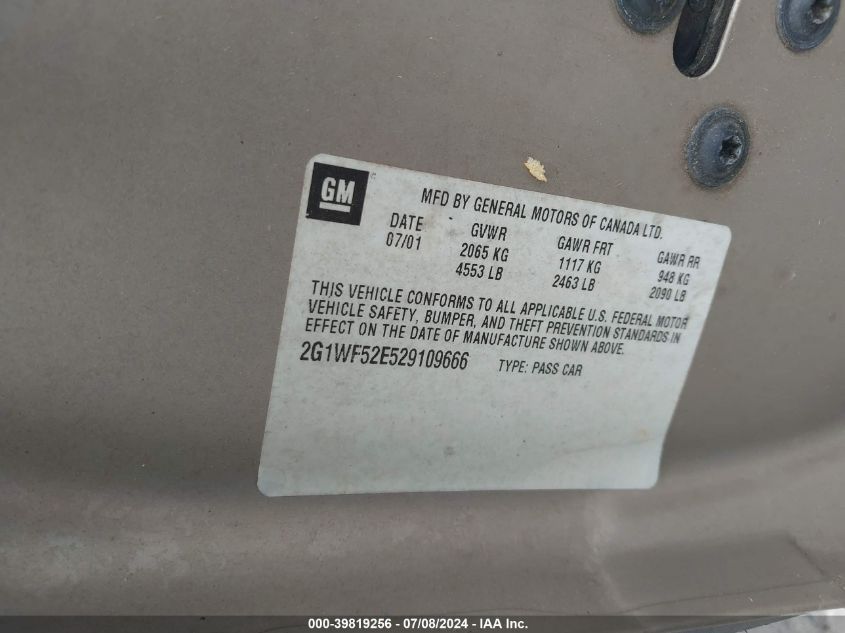 GM
MFD BY GENERAL MOTORS OF CANADA LTD.
DATE GVWR GAWR FRT GAWR RR
07/01 2065 KG 1117 KG 948 KG
4553 LB 2463 LB 2090 LB
THIS VEHICLE CONFORMS TO ALL APPLICABLE U.S. FEDERAL MOTOR
VEHICLE SAFETY, BUMPER, AND THEFT PREVENTION STANDARDS IN
EFFECT ON THE DATE OF MANUFACTURE SHOWN ABOVE.
2G1WF52E529109666 TYPE: PASS CAR
000-39819256 - 07/08/2024 - IAA Inc.